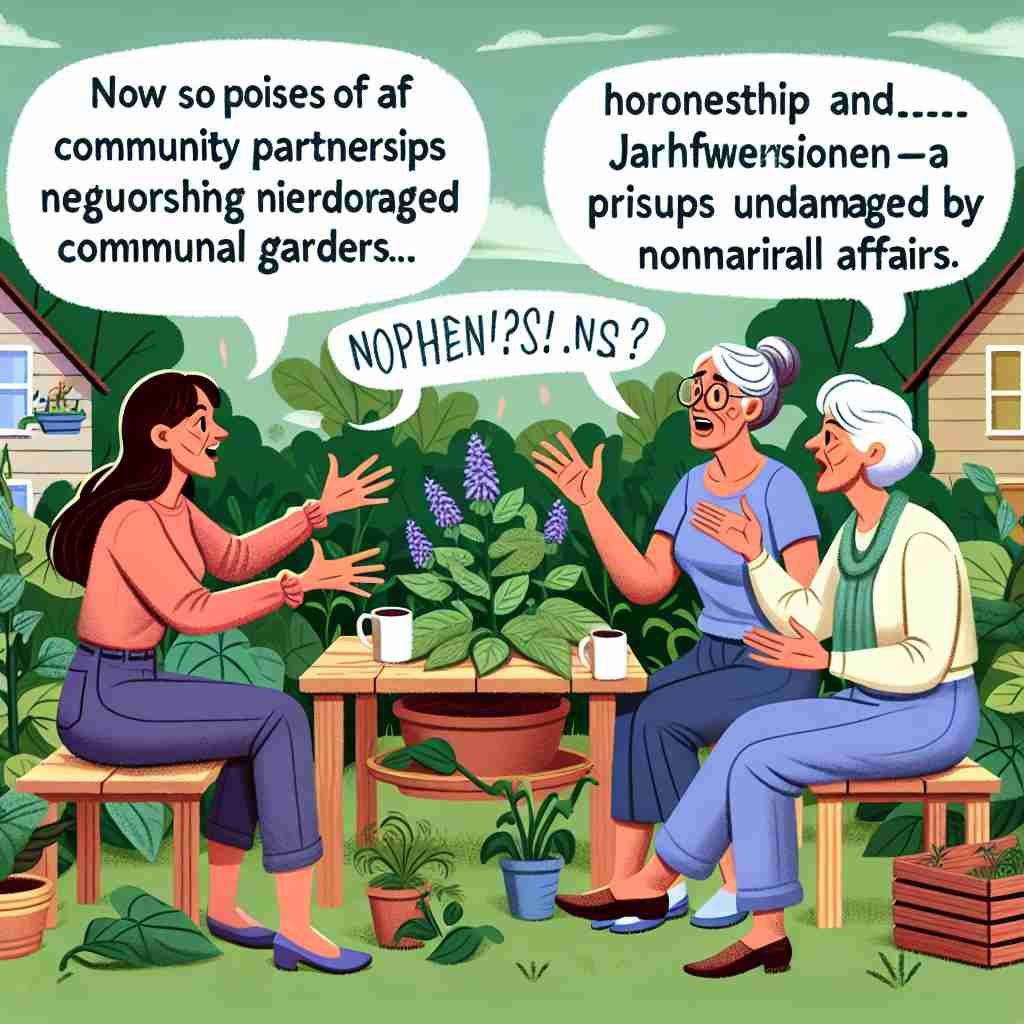 Now so poises of af
community partnersips
neguorshing nierdoraged
communal garders...
horonesthip and.....
prisups undamaged by
nonnarirall affairs.
NOPHEN!?S!.NS?